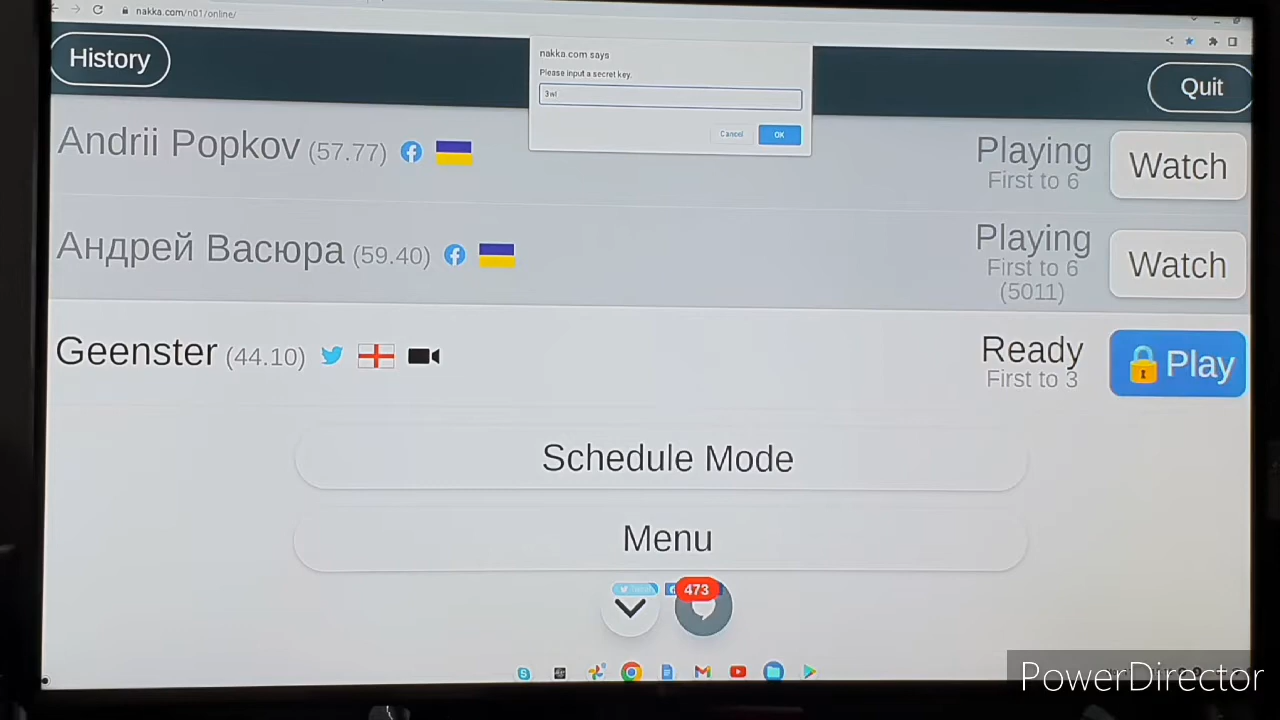 nakka.com/n01/online/
History
nakka.com says
Please input a secret key.
Cancel
OK
Quit
Andrii Popkov (57.77)
Playing
First to 6
Watch
Андрей Васюра (59.40)
Playing
First to 6
(5011)
Watch
Geenster (44.10)
Ready
First to 3
Play
Schedule Mode
Menu
473
PowerDirector